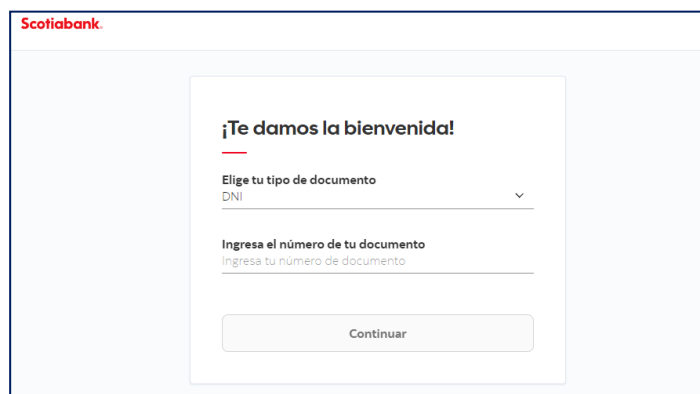 Scotiabank.
¡Te damos la bienvenida!
Elige tu tipo de documento
DNI
Ingresa el número de tu documento
Ingresa tu número de documento
Continuar